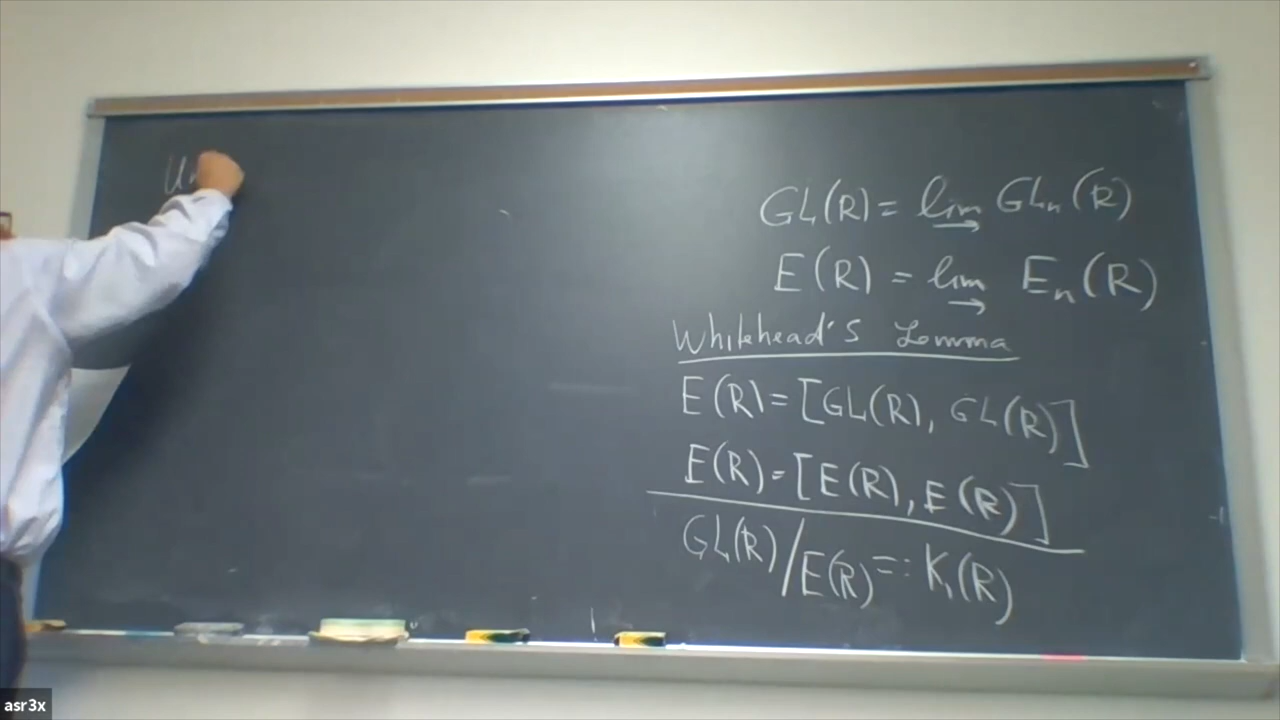 GL(R) = lim GLn(R)
→
E(R) = lim En(R)
→
Whitehead's Lemma
E(R) = [GL(R), GL(R)]
E(R) = [E(R), E(R)]
GL(R)/E(R) =: K₁(R)
asr3x